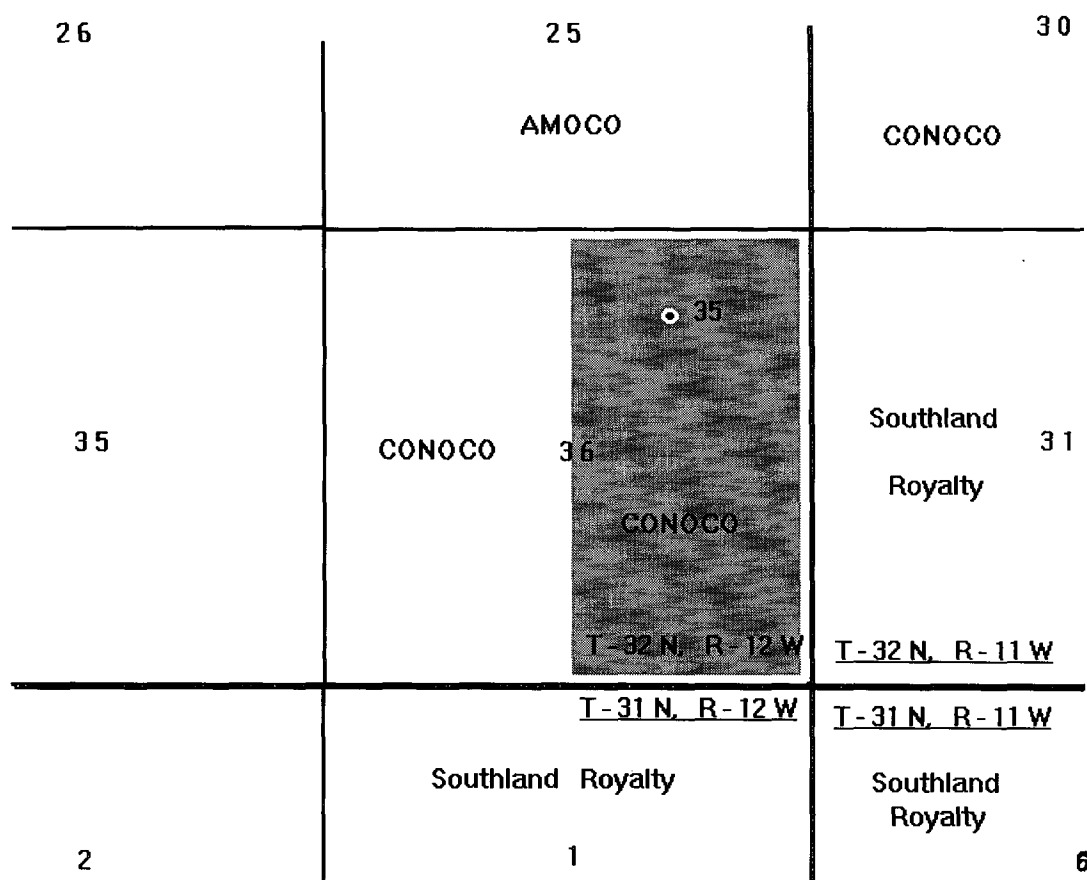 26 25 30
AMOCO
CONOCO
35
Southland
35 CONOCO 36 31
Royalty
CONOCO
T-32 N, R-12 W T-32 N, R-11 W
T-31 N, R-12 W T-31 N, R-11 W
Southland Royalty
Southland
Royalty
2 1 6